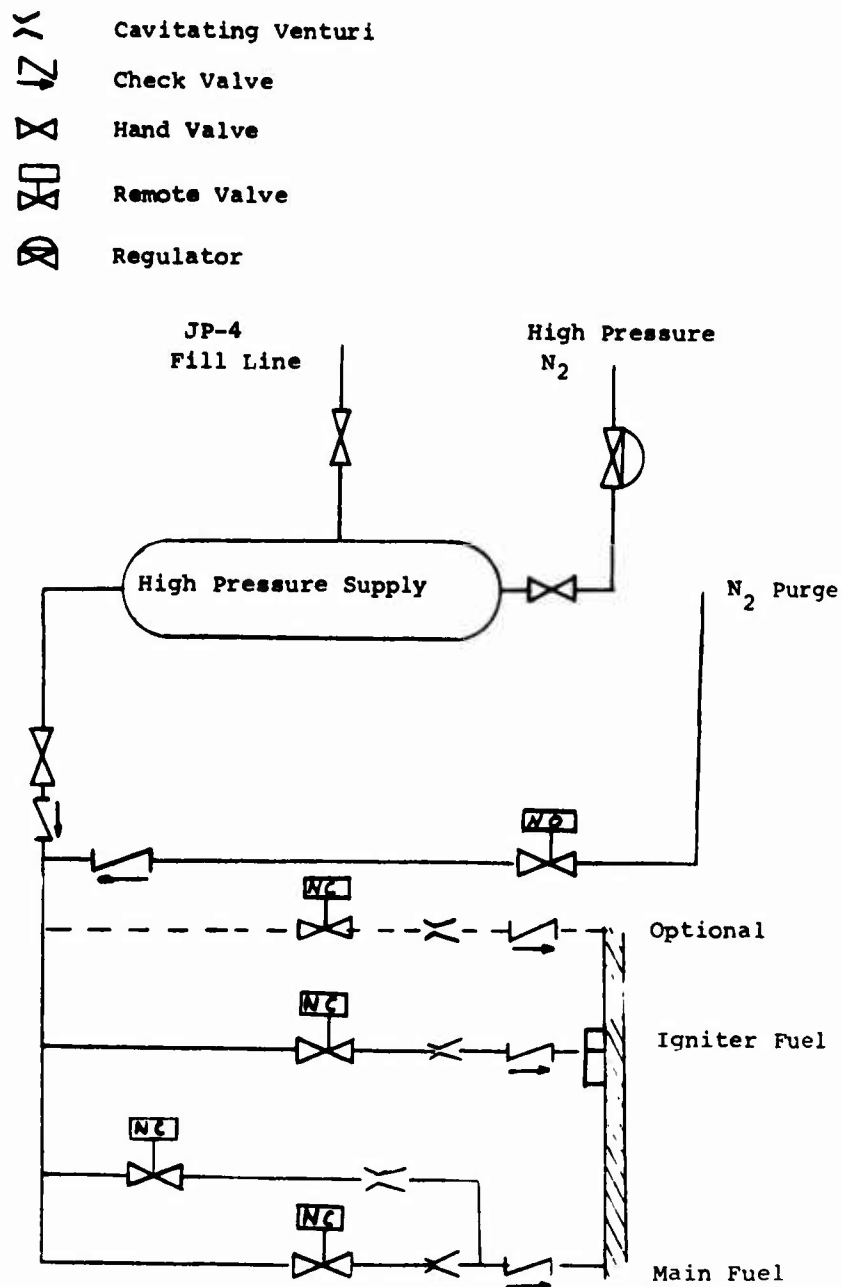 Cavitating Venturi
Check Valve
Hand Valve
Remote Valve
Regulator
JP-4
Fill Line
High Pressure
N2
High Pressure Supply
N2 Purge
NO
NC
Optional
NC
Igniter Fuel
NC
NC
Main Fuel